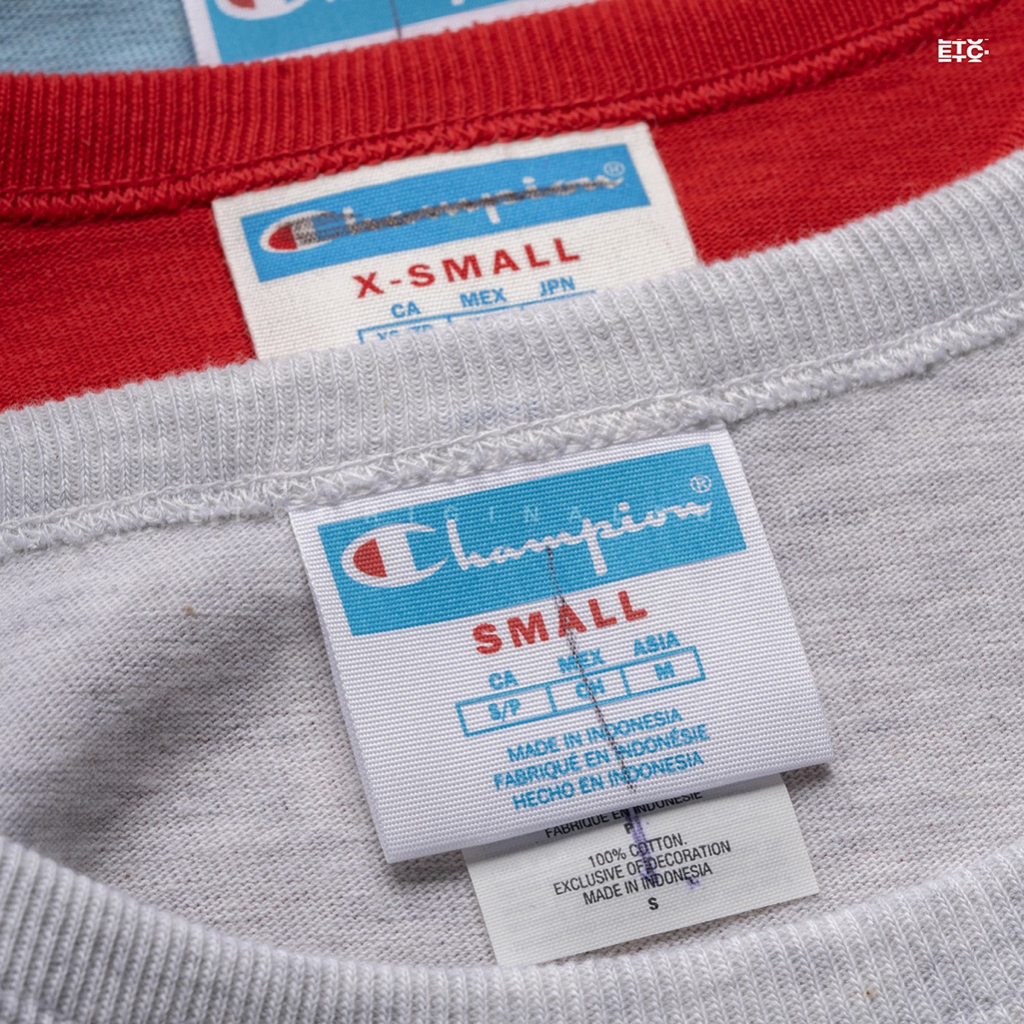 ETC
Champion®
X-SMALL
CA MEX JPN
Champion®
SMALL
CA MEX ASIA
S/P CH M
MADE IN INDONESIA
FABRIQUÉ EN INDONÉSIE
HECHO EN INDONESIA
FABRIQUE EN INDONESIE
100% COTTON.
EXCLUSIVE OF DECORATION
MADE IN INDONESIA
S